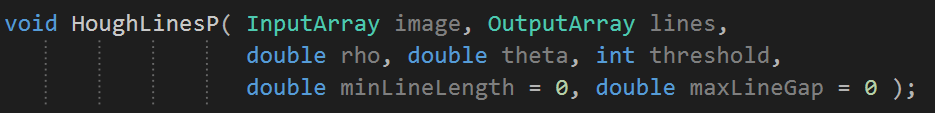 void HoughLinesP( InputArray image, OutputArray lines,
double rho, double theta, int threshold,
double minLineLength = 0, double maxLineGap = 0 );